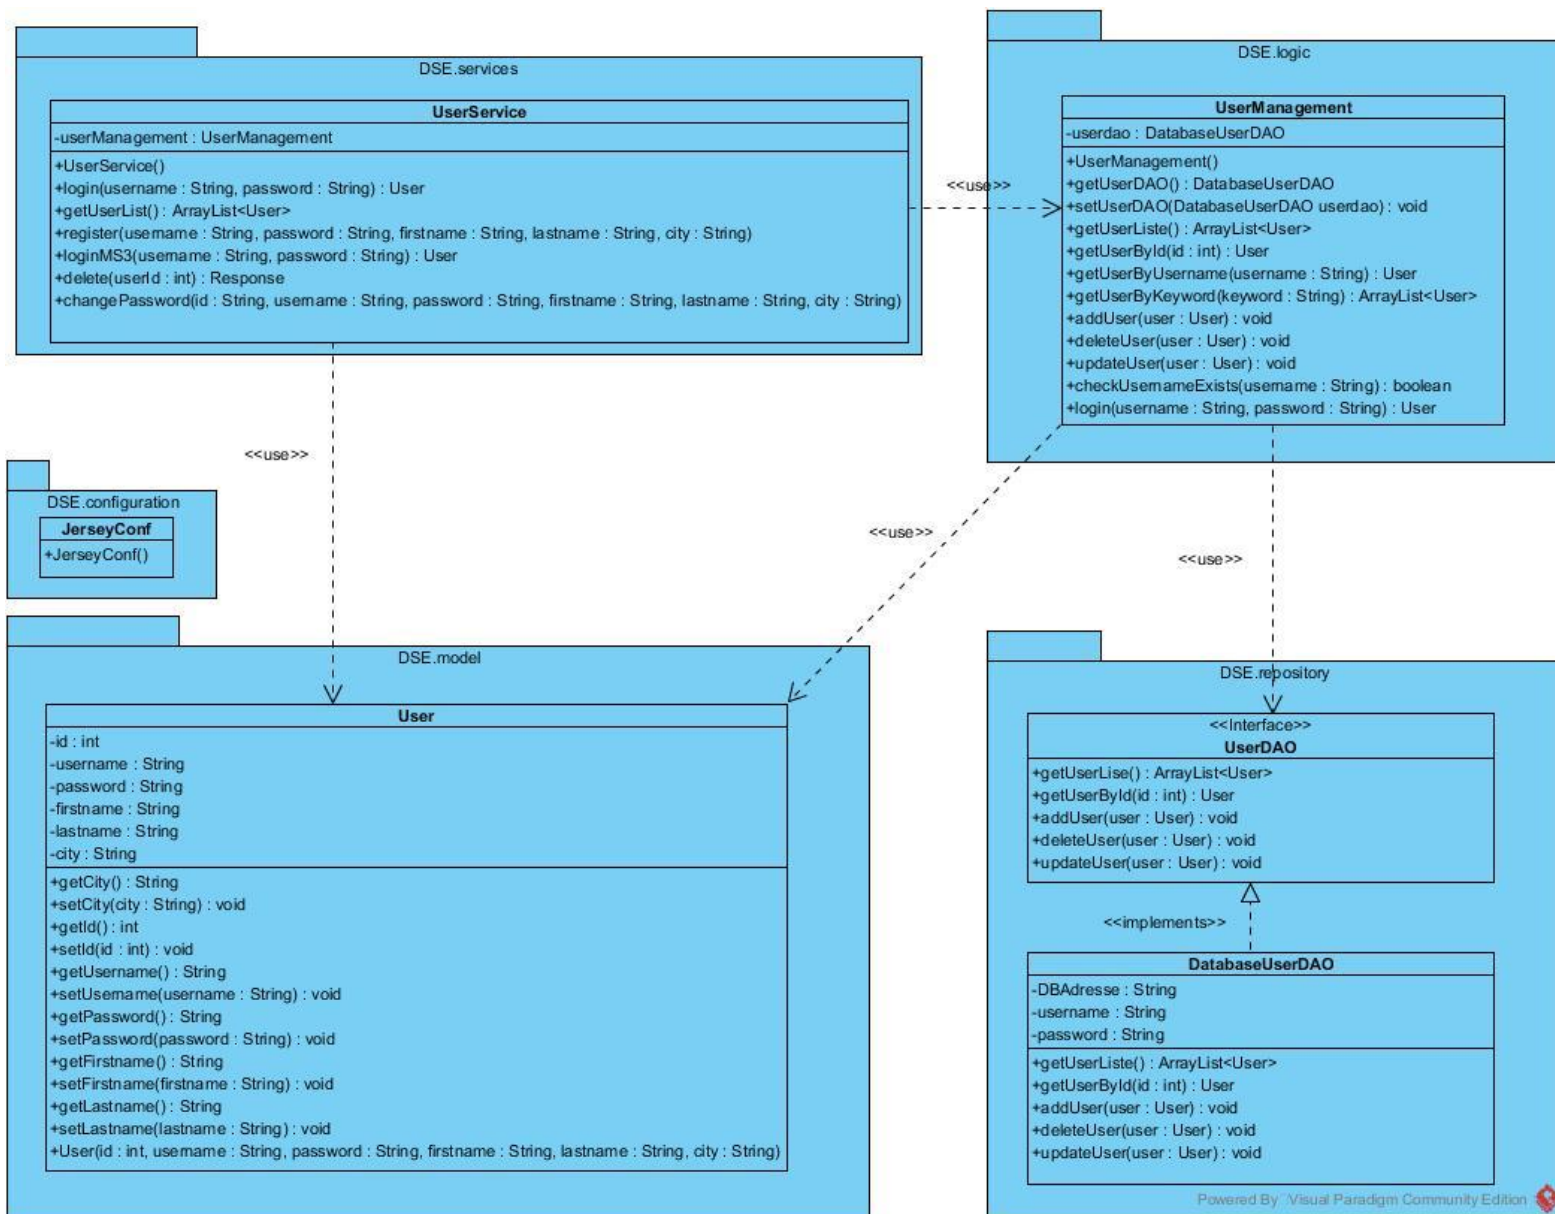 DSE.services
UserService
-userManagement : UserManagement
+UserService()
+login(username : String, password : String) : User
+getUserList() : ArrayList<User>
+register(username : String, password : String, firstname : String, lastname : String, city : String)
+loginMS3(username : String, password : String) : User
+delete(userId : int) : Response
+changePassword(id : String, username : String, password : String, firstname : String, lastname : String, city : String)
<<use>>
DSE.logic
UserManagement
-userdao : DatabaseUserDAO
+UserManagement()
+getUserDAO() : DatabaseUserDAO
+setUserDAO(DatabaseUserDAO userdao) : void
+getUserListe() : ArrayList<User>
+getUserById(id : int) : User
+getUserByUsername(username : String) : User
+getUserByKeyword(keyword : String) : ArrayList<User>
+addUser(user : User) : void
+deleteUser(user : User) : void
+updateUser(user : User) : void
+checkUsernameExists(username : String) : boolean
+login(username : String, password : String) : User
<<use>>
<<use>>
<<use>>
DSE.configuration
JerseyConf
+JerseyConf()
DSE.model
User
-id : int
-username : String
-password : String
-firstname : String
-lastname : String
-city : String
+getCity() : String
+setCity(city : String) : void
+getId() : int
+setId(id : int) : void
+getUsername() : String
+setUsername(username : String) : void
+getPassword() : String
+setPassword(password : String) : void
+getFirstname() : String
+setFirstname(firstname : String) : void
+getLastname() : String
+setLastname(lastname : String) : void
+User(id : int, username : String, password : String, firstname : String, lastname : String, city : String)
DSE.repository
<<Interface>>
UserDAO
+getUserLise() : ArrayList<User>
+getUserById(id : int) : User
+addUser(user : User) : void
+deleteUser(user : User) : void
+updateUser(user : User) : void
<<implements>>
DatabaseUserDAO
-DBAdresse : String
-username : String
-password : String
+getUserListe() : ArrayList<User>
+getUserById(id : int) : User
+addUser(user : User) : void
+deleteUser(user : User) : void
+updateUser(user : User) : void
Powered By Visual Paradigm Community Edition